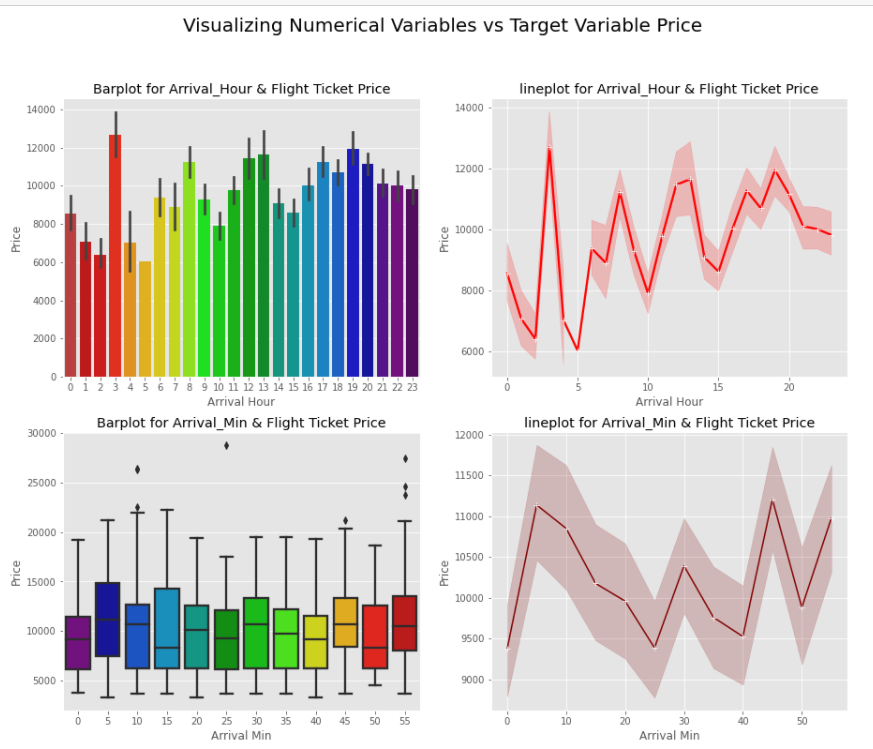 Visualizing Numerical Variables vs Target Variable Price
Barplot for Arrival_Hour & Flight Ticket Price
14000
12000
10000
8000
6000
4000
2000
0
Price
0 1 2 3 4 5 6 7 8 9 10 11 12 13 14 15 16 17 18 19 20 21 22 23
Arrival Hour
lineplot for Arrival_Hour & Flight Ticket Price
14000
12000
10000
8000
6000
Price
0 5 10 15 20
Arrival Hour
Barplot for Arrival_Min & Flight Ticket Price
30000
25000
20000
15000
10000
5000
Price
0 5 10 15 20 25 30 35 40 45 50 55
Arrival Min
lineplot for Arrival_Min & Flight Ticket Price
12000
11500
11000
10500
10000
9500
9000
Price
0 10 20 30 40 50
Arrival Min